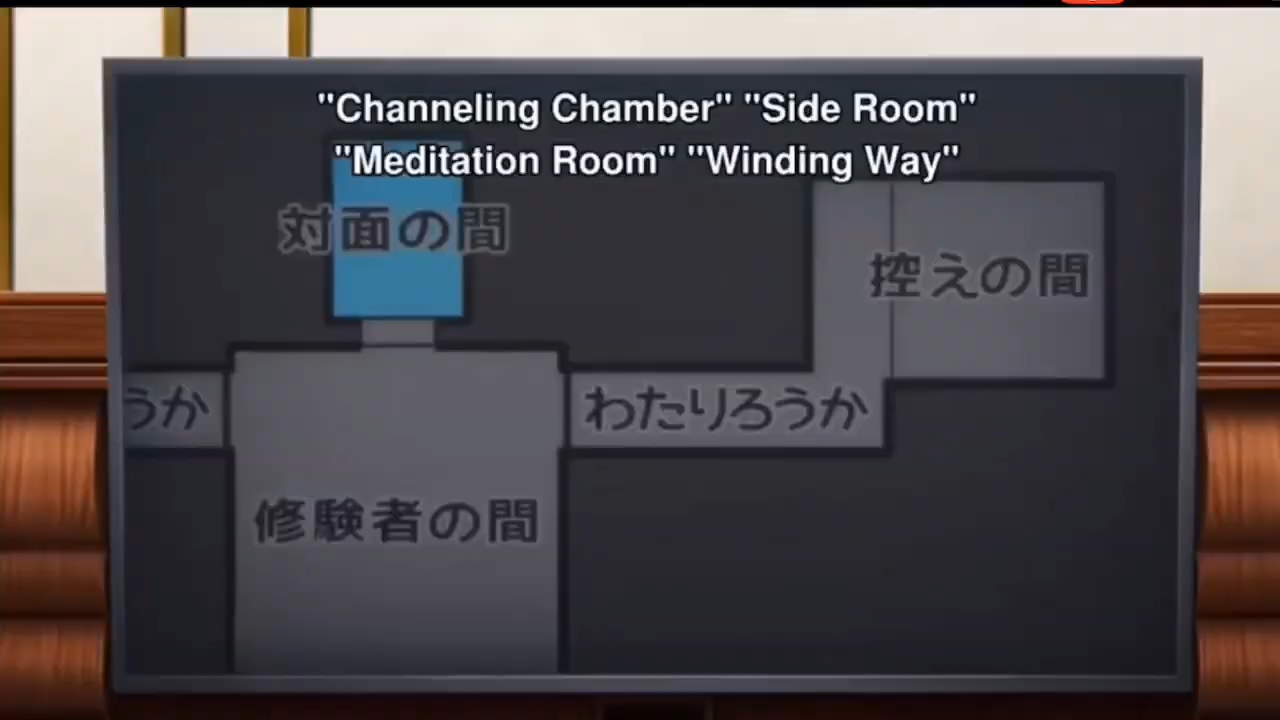 "Channeling Chamber" "Side Room"
"Meditation Room" "Winding Way"
対面の間
控えの間
うか
わたりろうか
修験者の間